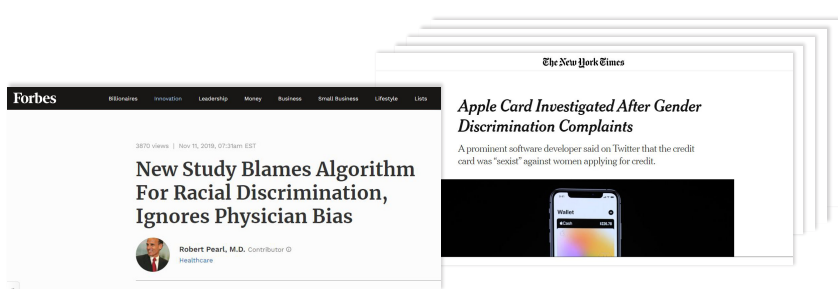 Forbes
Billionaires Innovation Leadership Money Business Small Business Lifestyle Lists
3870 views | Nov 11, 2019, 07:31am EST
New Study Blames Algorithm
For Racial Discrimination,
Ignores Physician Bias
Robert Pearl, M.D. Contributor
Healthcare
The New York Times
Apple Card Investigated After Gender
Discrimination Complaints
A prominent software developer said on Twitter that the credit
card was “sexist” against women applying for credit.
Wallet
Cash